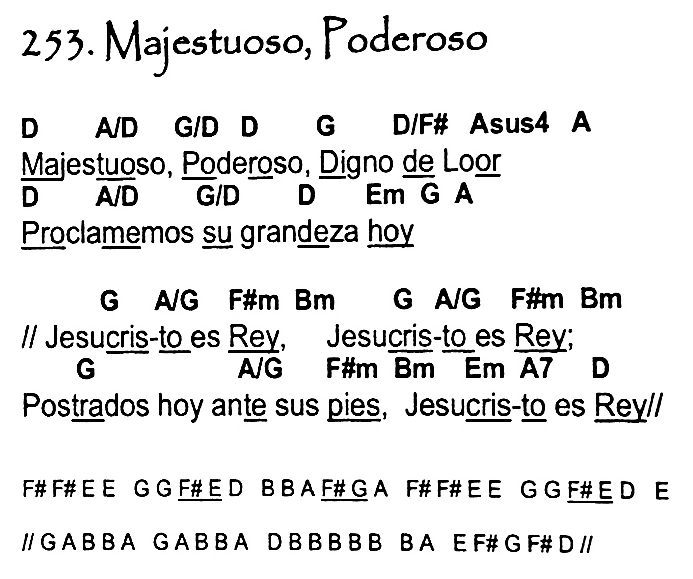 253. Majestuoso, Poderoso
D A/D G/D D G D/F# Asus4 A
Majestuoso, Poderoso, Digno de Loor
D A/D G/D D Em G A
Proclamemos su grandeza hoy
G A/G F#m Bm G A/G F#m Bm
// Jesucris-to es Rey, Jesucris-to es Rey;
G A/G F#m Bm Em A7 D
Postrados hoy ante sus pies, Jesucris-to es Rey//
F# F# E E G G F# E D B B A F# G A F# F# E E G G F# E D E
// G A B B A G A B B A D B B B B B B A E F# G F# D //